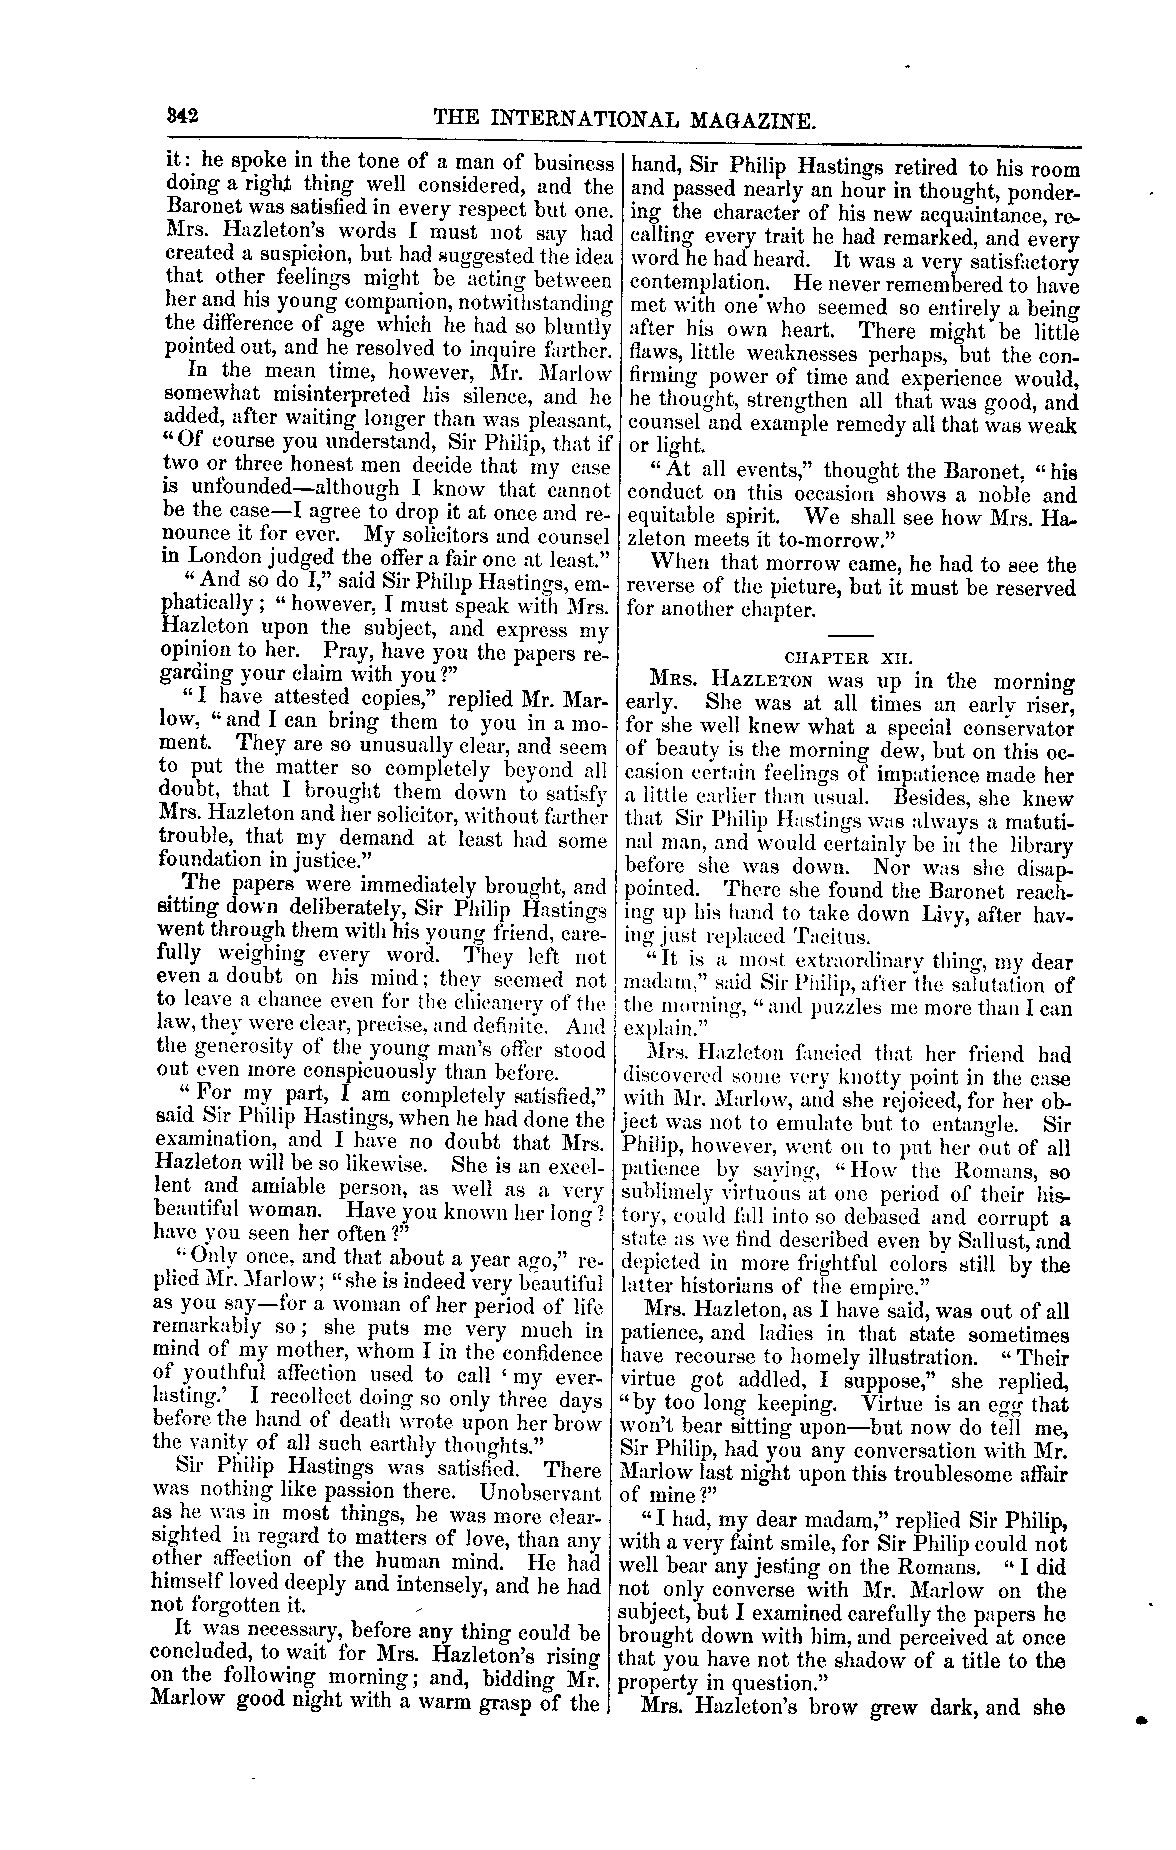 342 THE INTERNATIONAL MAGAZINE.
it: he spoke in the tone of a man of business
doing a right thing well considered, and the
Baronet was satisfied in every respect but one.
Mrs. Hazleton's words I must not say had
created a suspicion, but had suggested the idea
that other feelings might be acting between
her and his young companion, notwithstanding
the difference of age which he had so bluntly
pointed out, and he resolved to inquire farther.
In the mean time, however, Mr. Marlow
somewhat misinterpreted his silence, and he
added, after waiting longer than was pleasant,
"Of course you understand, Sir Philip, that if
two or three honest men decide that my case
is unfounded—although I know that cannot
be the case—I agree to drop it at once and re-
nounce it for ever. My solicitors and counsel
in London judged the offer a fair one at least."
"And so do I," said Sir Philip Hastings, em-
phatically; "however, I must speak with Mrs.
Hazleton upon the subject, and express my
opinion to her. Pray, have you the papers re-
garding your claim with you?"
"I have attested copies," replied Mr. Mar-
low, "and I can bring them to you in a mo-
ment. They are so unusually clear, and seem
to put the matter so completely beyond all
doubt, that I brought them down to satisfy
Mrs. Hazleton and her solicitor, without farther
trouble, that my demand at least had some
foundation in justice."
The papers were immediately brought, and
sitting down deliberately, Sir Philip Hastings
went through them with his young friend, care-
fully weighing every word. They left not
even a doubt on his mind; they seemed not
to leave a chance even for the chicanery of the
law, they were clear, precise, and definite. And
the generosity of the young man's offer stood
out even more conspicuously than before.
"For my part, I am completely satisfied,"
said Sir Philip Hastings, when he had done the
examination, and I have no doubt that Mrs.
Hazleton will be so likewise. She is an excel-
lent and amiable person, as well as a very
beautiful woman. Have you known her long?
have you seen her often?"
"Only once, and that about a year ago," re-
plied Mr. Marlow; "she is indeed very beautiful
as you say—for a woman of her period of life
remarkably so; she puts me very much in
mind of my mother, whom I in the confidence
of youthful affection used to call 'my ever-
lasting.' I recollect doing so only three days
before the hand of death wrote upon her brow
the vanity of all such earthly thoughts."
Sir Philip Hastings was satisfied. There
was nothing like passion there. Unobservant
as he was in most things, he was more clear-
sighted in regard to matters of love, than any
other affection of the human mind. He had
himself loved deeply and intensely, and he had
not forgotten it.
It was necessary, before any thing could be
concluded, to wait for Mrs. Hazleton's rising
on the following morning; and, bidding Mr.
Marlow good night with a warm grasp of the
hand, Sir Philip Hastings retired to his room
and passed nearly an hour in thought, ponder-
ing the character of his new acquaintance, re-
calling every trait he had remarked, and every
word he had heard. It was a very satisfactory
contemplation. He never remembered to have
met with one who seemed so entirely a being
after his own heart. There might be little
flaws, little weaknesses perhaps, but the con-
firming power of time and experience would,
he thought, strengthen all that was good, and
counsel and example remedy all that was weak
or light.
"At all events," thought the Baronet, "his
conduct on this occasion shows a noble and
equitable spirit. We shall see how Mrs. Ha-
zleton meets it to-morrow."
When that morrow came, he had to see the
reverse of the picture, but it must be reserved
for another chapter.
CHAPTER XII.
MRS. HAZLETON was up in the morning
early. She was at all times an early riser,
for she well knew what a special conservator
of beauty is the morning dew, but on this oc-
casion certain feelings of impatience made her
a little earlier than usual. Besides, she knew
that Sir Philip Hastings was always a matuti-
nal man, and would certainly be in the library
before she was down. Nor was she disap-
pointed. There she found the Baronet reach-
ing up his hand to take down Livy, after hav-
ing just replaced Tacitus.
"It is a most extraordinary thing, my dear
madam," said Sir Philip, after the salutation of
the morning, "and puzzles me more than I can
explain."
Mrs. Hazleton fancied that her friend had
discovered some very knotty point in the case
with Mr. Marlow, and she rejoiced, for her ob-
ject was not to emulate but to entangle. Sir
Philip, however, went on to put her out of all
patience by saying, "How the Romans, so
sublimely virtuous at one period of their his-
tory, could fall into so debased and corrupt a
state as we find described even by Sallust, and
depicted in more frightful colors still by the
latter historians of the empire."
Mrs. Hazleton, as I have said, was out of all
patience, and ladies in that state sometimes
have recourse to homely illustration. "Their
virtue got addled, I suppose," she replied,
"by too long keeping. Virtue is an egg that
won't bear sitting upon—but now do tell me,
Sir Philip, had you any conversation with Mr.
Marlow last night upon this troublesome affair
of mine?"
"I had, my dear madam," replied Sir Philip,
with a very faint smile, for Sir Philip could not
well bear any jesting on the Romans. "I did
not only converse with Mr. Marlow on the
subject, but I examined carefully the papers he
brought down with him, and perceived at once
that you have not the shadow of a title to the
property in question."
Mrs. Hazleton's brow grew dark, and she